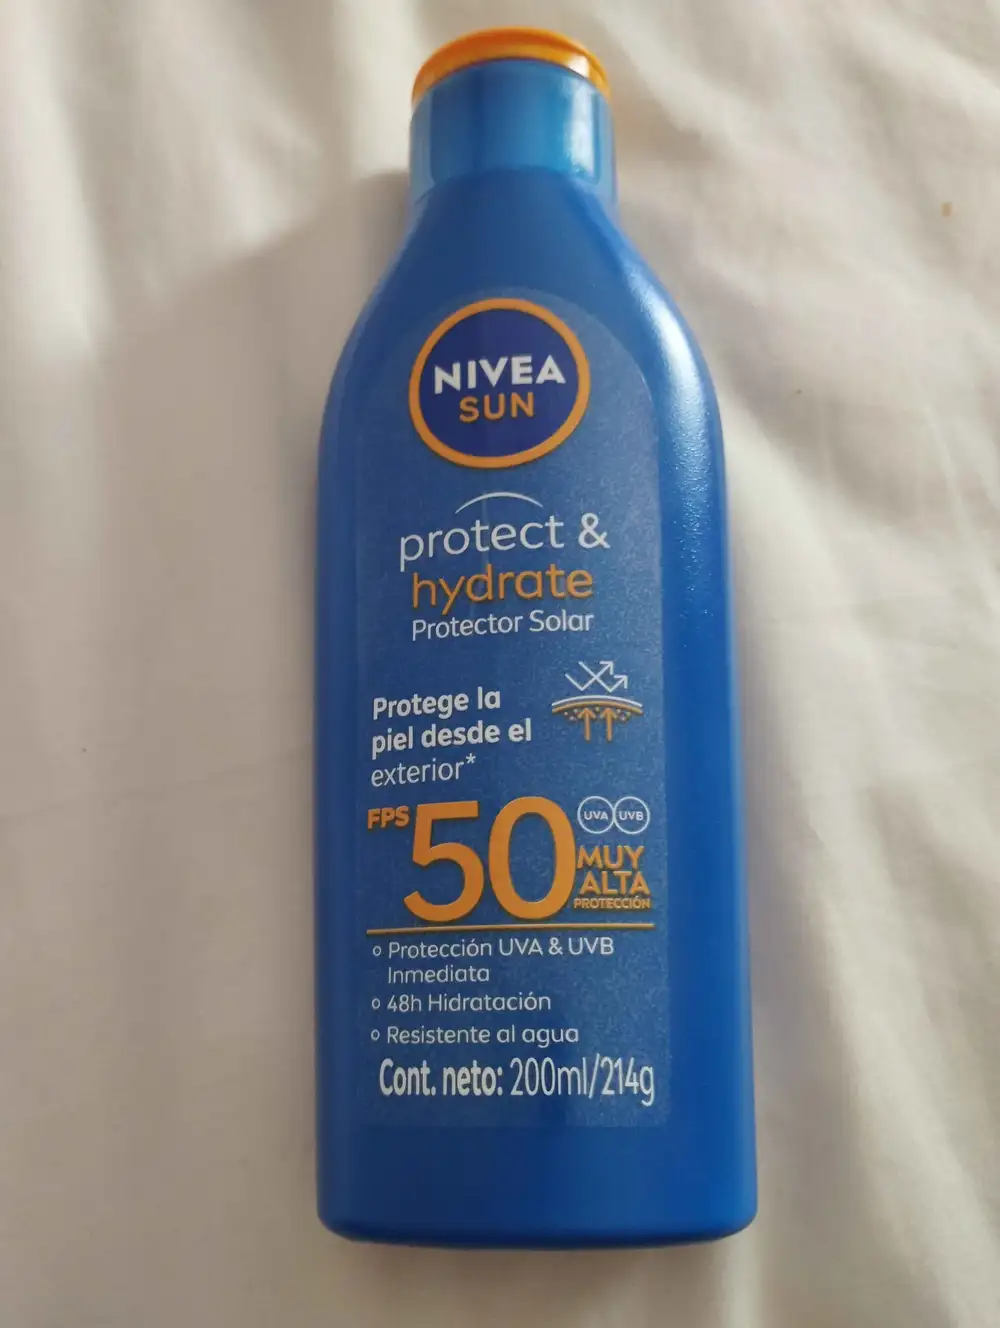 NIVEA
SUN
protect &
hydrate
Protector Solar
Protege la
piel desde el
exterior*
FPS 50 UVA UVB
MUY
ALTA
PROTECCIÓN
Protección UVA & UVB
Inmediata
48h Hidratación
Resistente al agua
Cont. neto: 200ml/214g